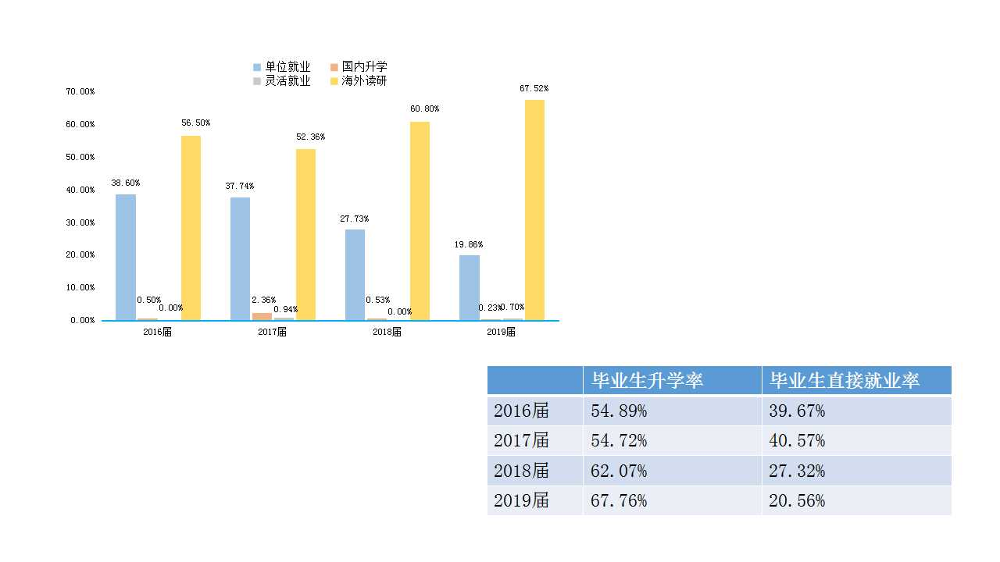 单位就业 国内升学
灵活就业 海外读研
70.00%
60.00%
50.00%
40.00%
30.00%
20.00%
10.00%
0.00%
38.60% 0.50% 0.00% 56.50%
37.74% 2.36% 0.94% 52.36%
27.73% 0.53% 0.00% 60.80%
19.86% 0.23% 0.70% 67.52%
2016届 2017届 2018届 2019届
毕业生升学率 毕业生直接就业率
2016届 54.89% 39.67%
2017届 54.72% 40.57%
2018届 62.07% 27.32%
2019届 67.76% 20.56%